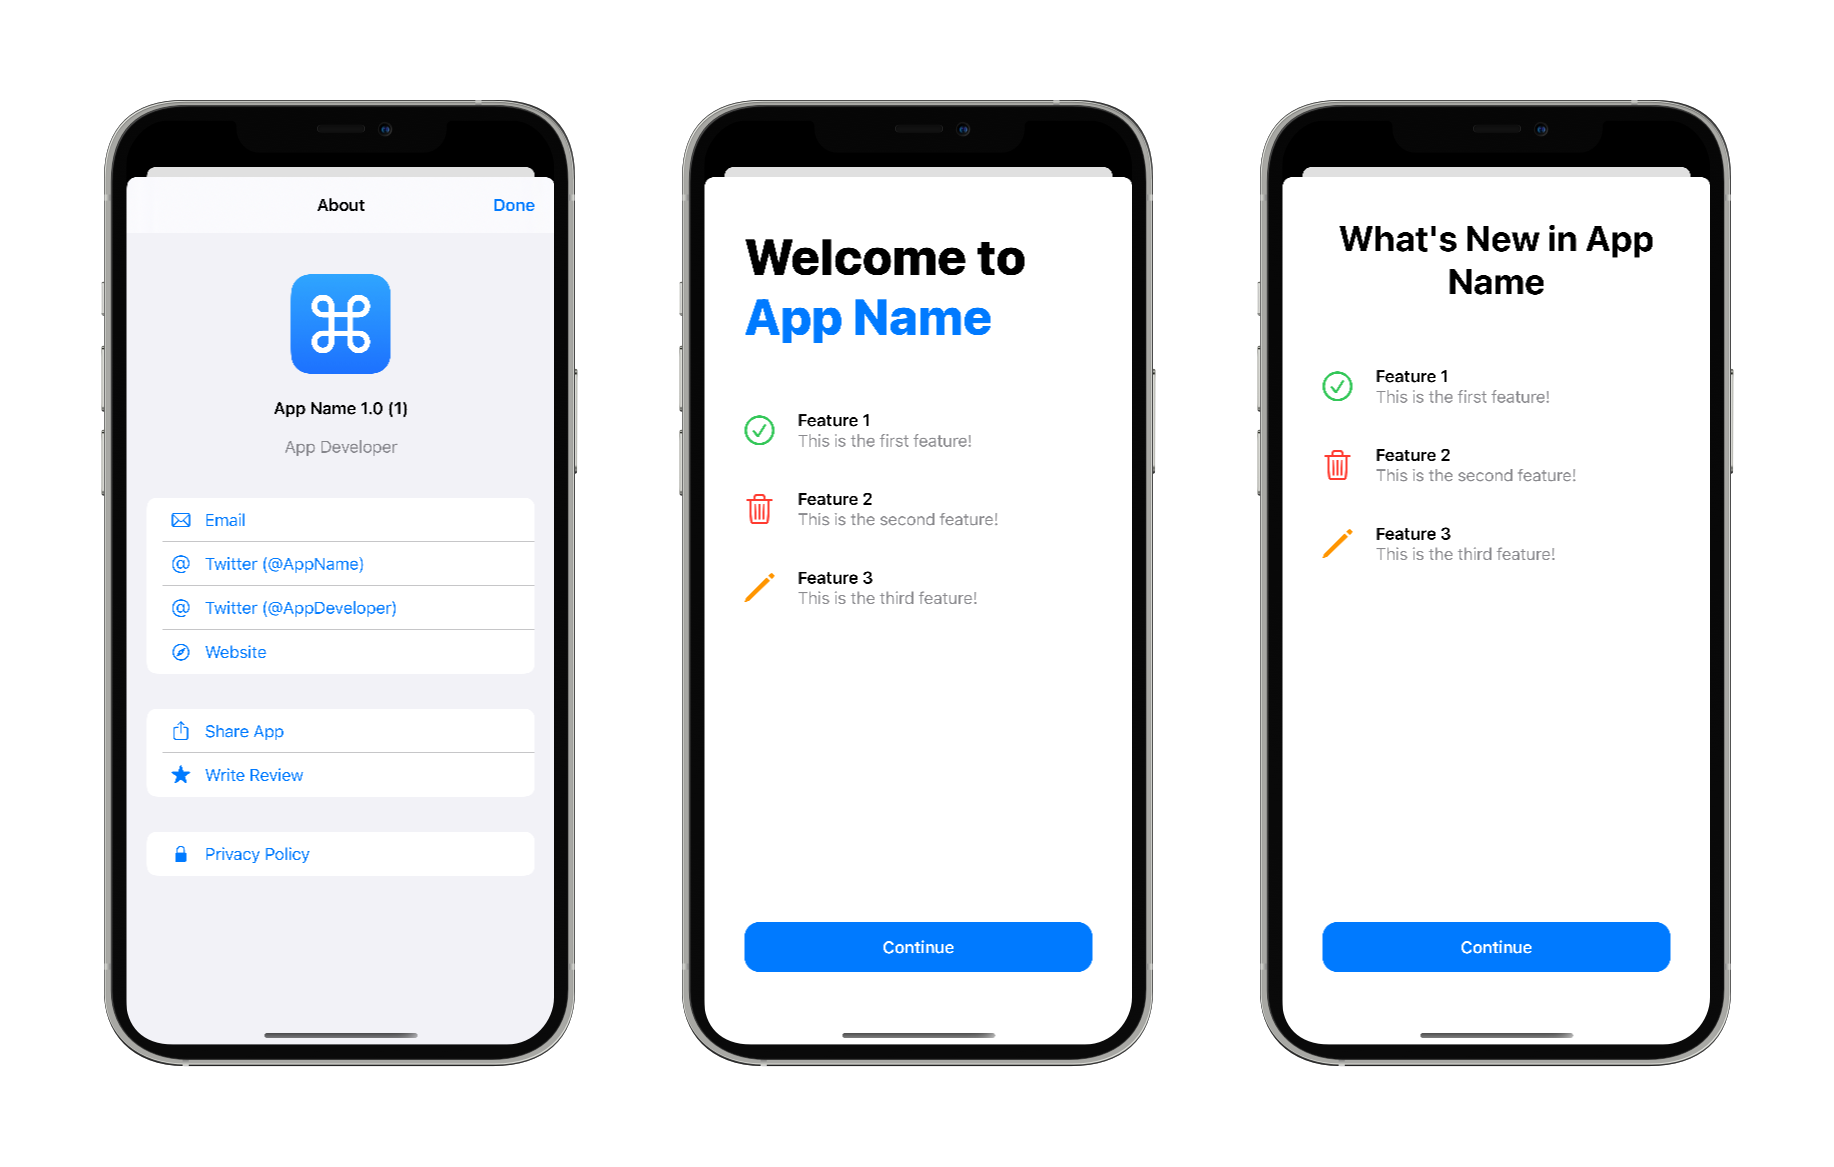 About
Done
App Name 1.0 (1)
App Developer
Email
Twitter (@AppName)
Twitter (@AppDeveloper)
Website
Share App
Write Review
Privacy Policy
Welcome to
App Name
Feature 1
This is the first feature!
Feature 2
This is the second feature!
Feature 3
This is the third feature!
Continue
What's New in App
Name
Feature 1
This is the first feature!
Feature 2
This is the second feature!
Feature 3
This is the third feature!
Continue